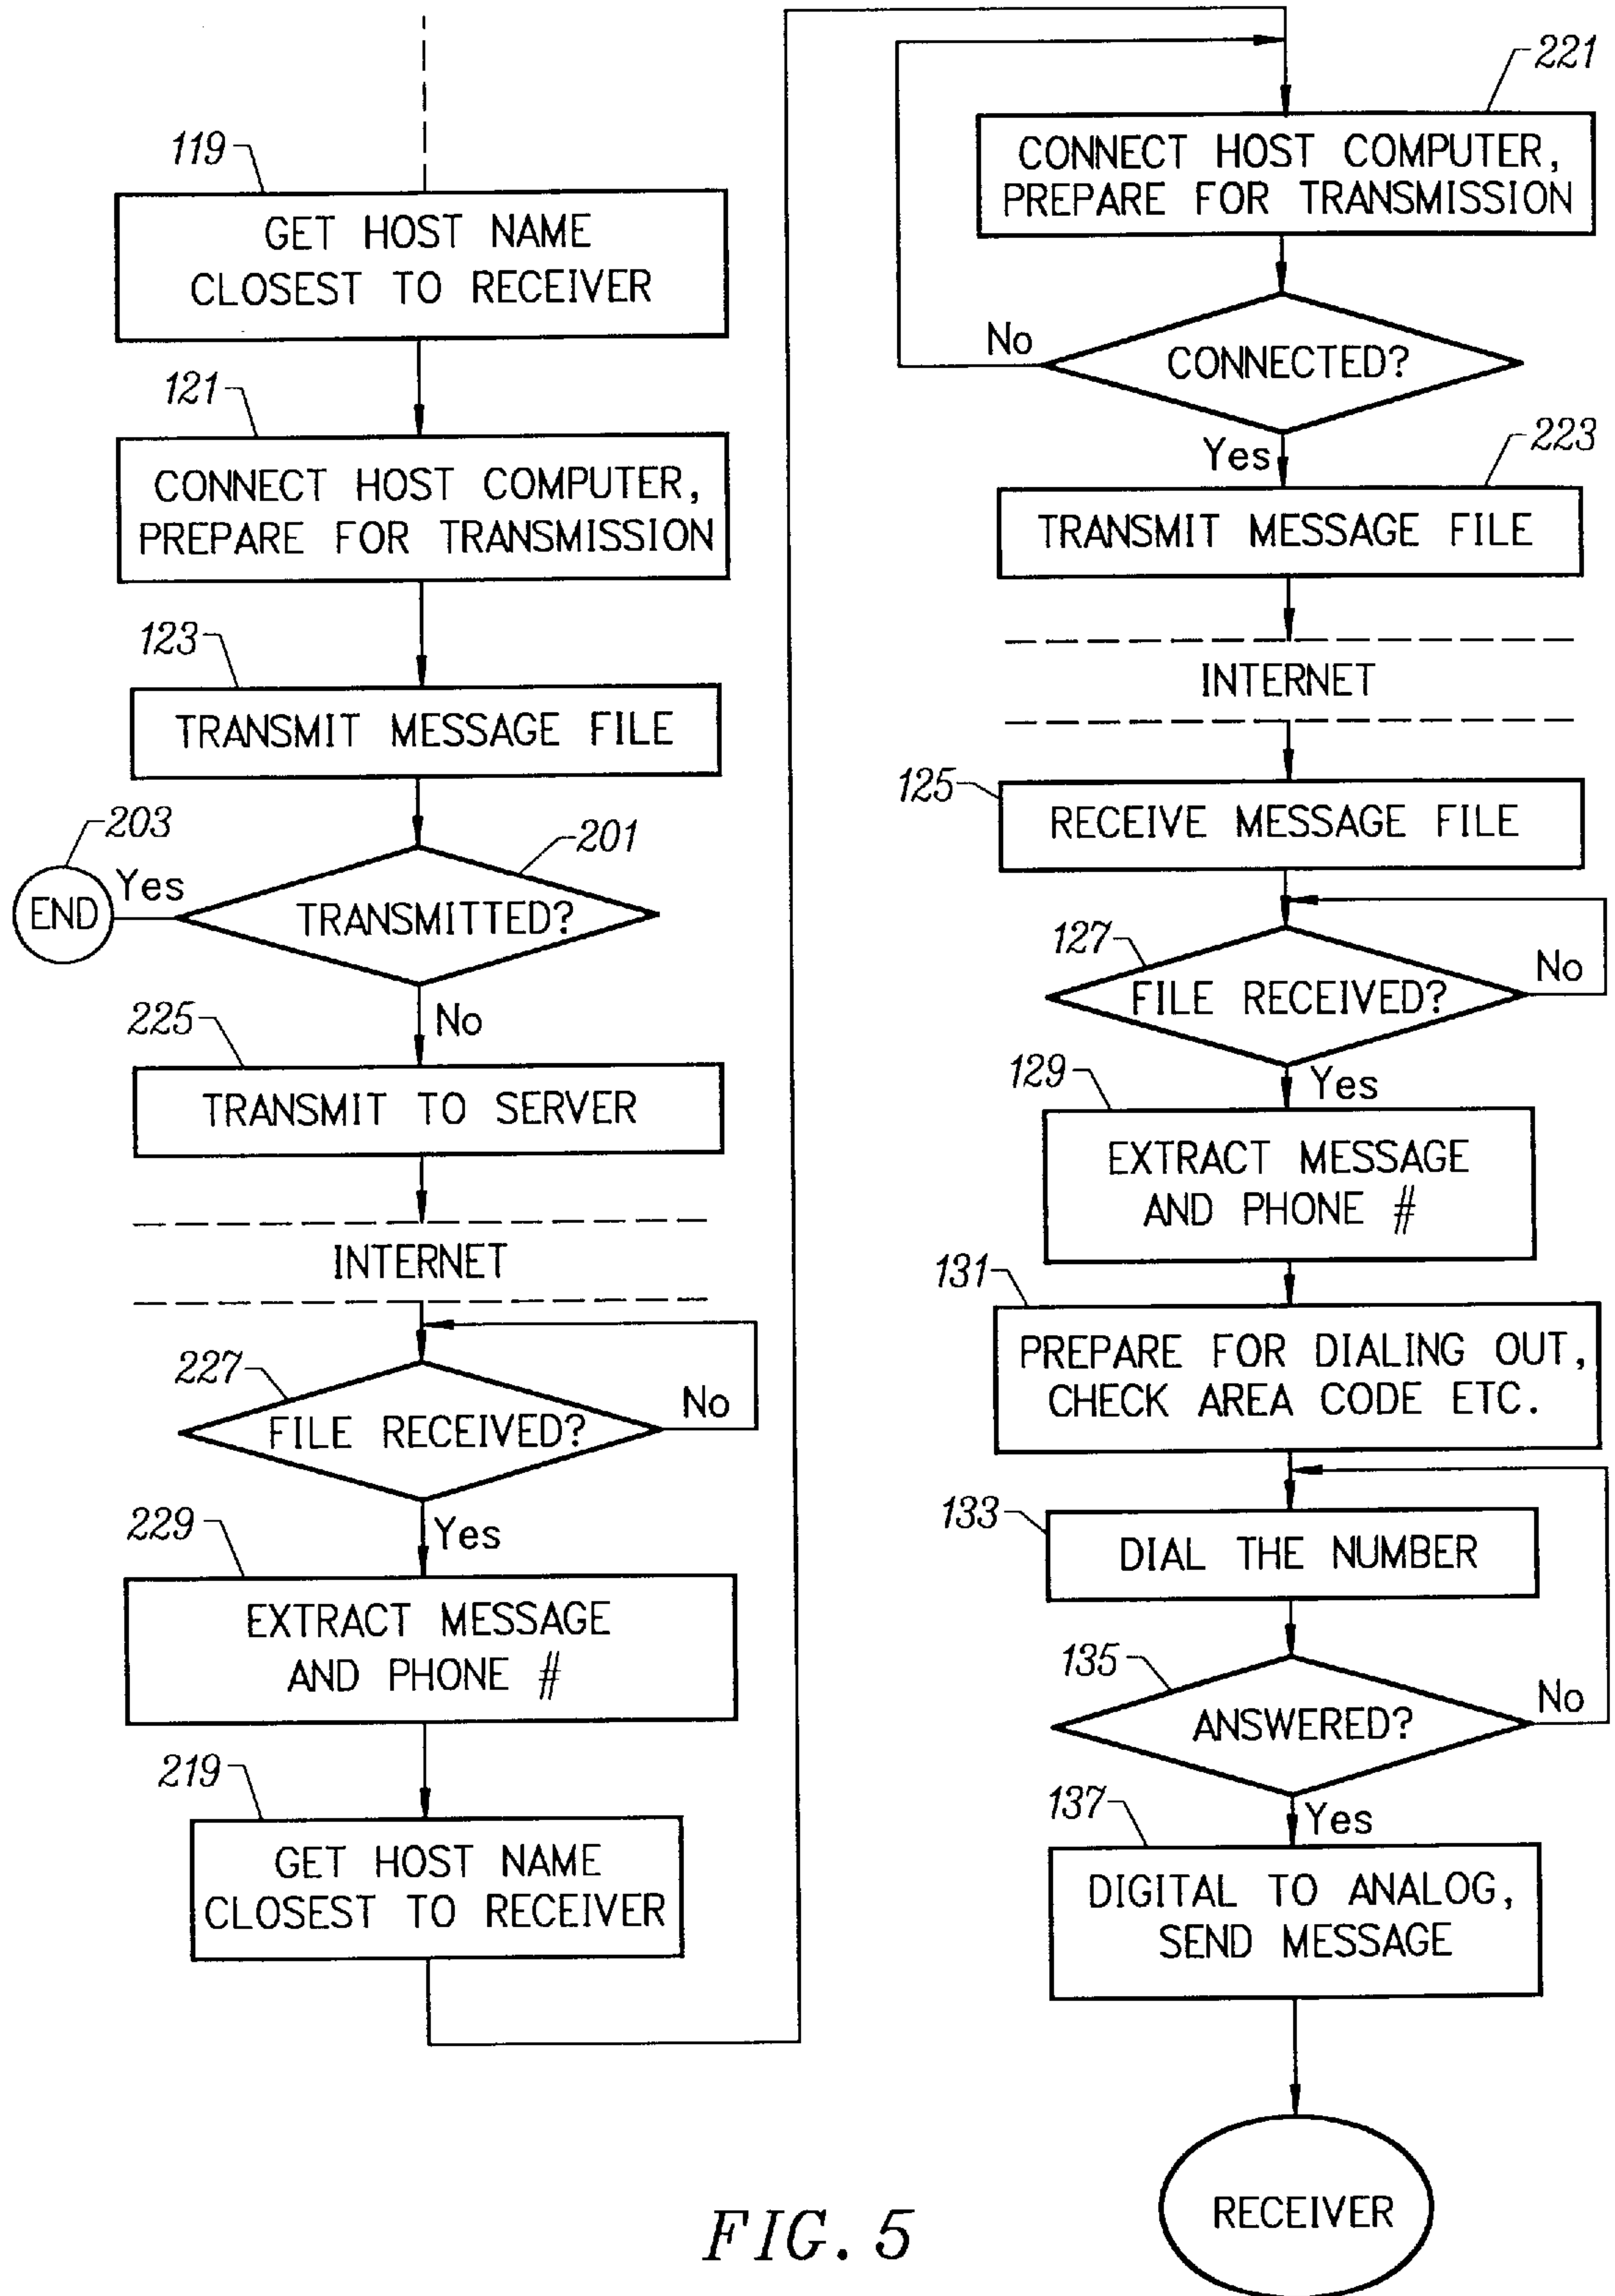 119
GET HOST NAME
CLOSEST TO RECEIVER
121
CONNECT HOST COMPUTER,
PREPARE FOR TRANSMISSION
123
TRANSMIT MESSAGE FILE
203
END
Yes
201
TRANSMITTED?
No
225
TRANSMIT TO SERVER
INTERNET
227
FILE RECEIVED?
No
Yes
229
EXTRACT MESSAGE
AND PHONE #
219
GET HOST NAME
CLOSEST TO RECEIVER
221
CONNECT HOST COMPUTER,
PREPARE FOR TRANSMISSION
No
CONNECTED?
Yes
223
TRANSMIT MESSAGE FILE
INTERNET
125
RECEIVE MESSAGE FILE
127
FILE RECEIVED?
No
Yes
129
EXTRACT MESSAGE
AND PHONE #
131
PREPARE FOR DIALING OUT,
CHECK AREA CODE ETC.
133
DIAL THE NUMBER
135
ANSWERED?
No
Yes
137
DIGITAL TO ANALOG,
SEND MESSAGE
RECEIVER
FIG. 5